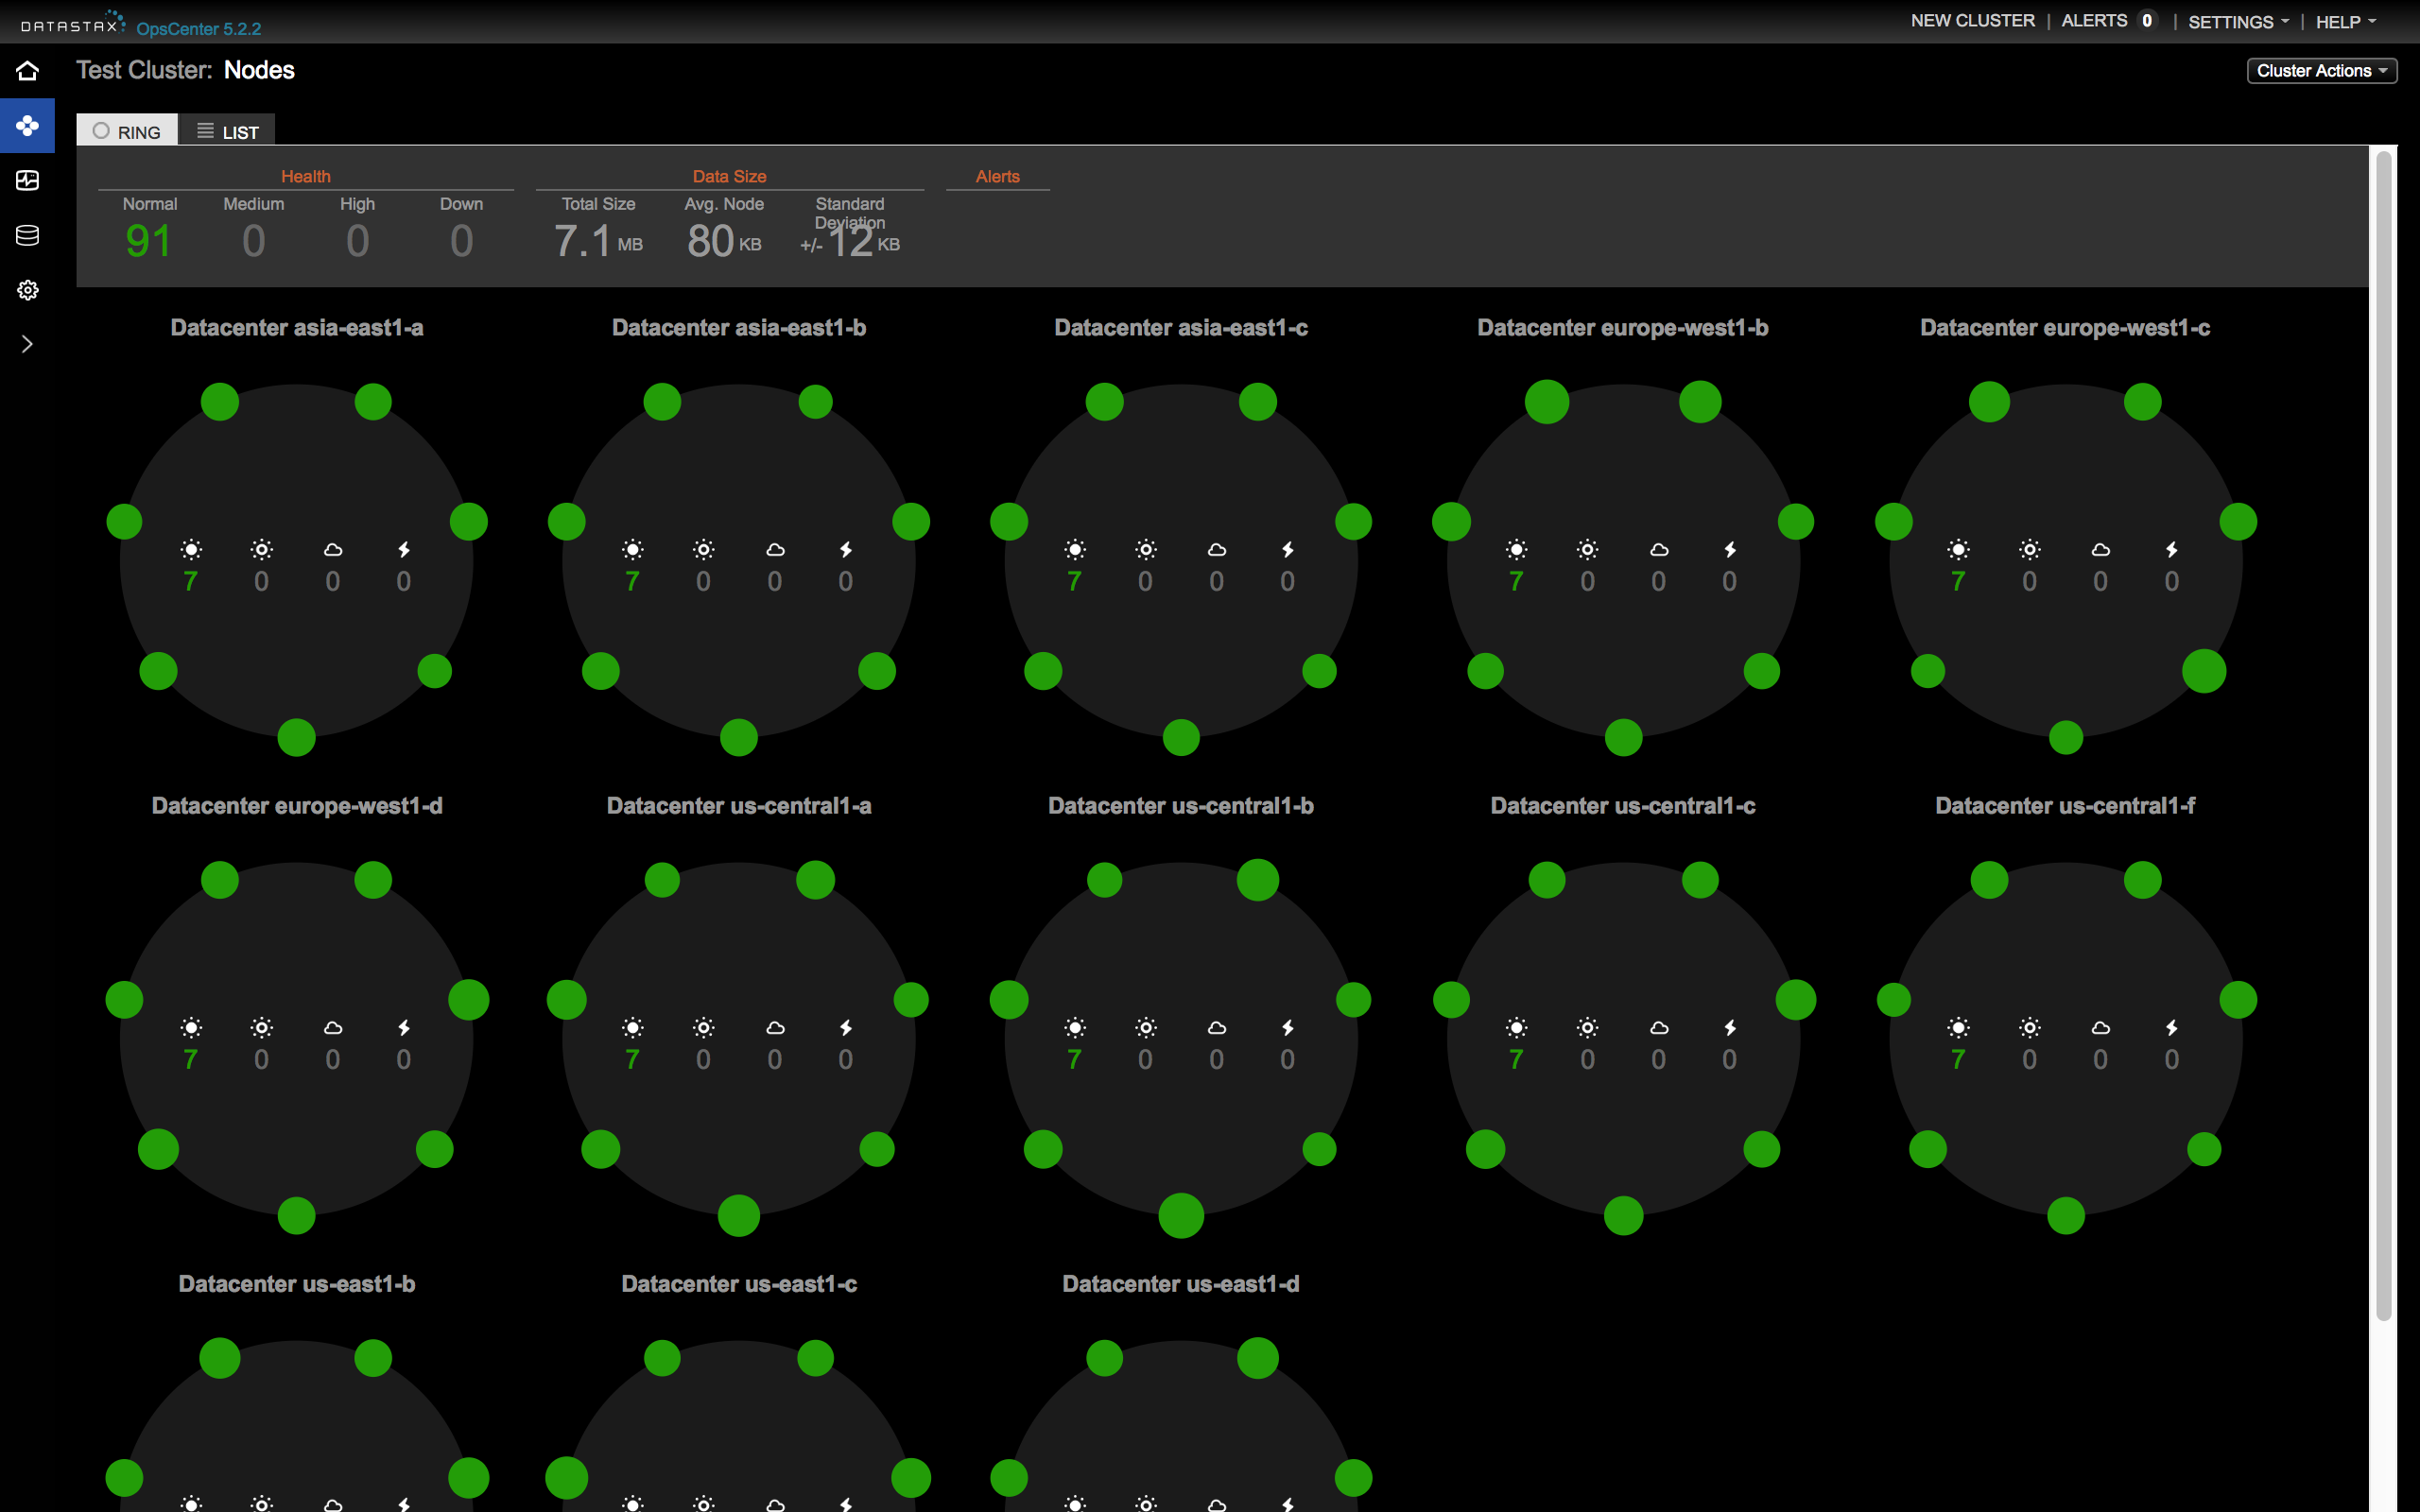 DATASTAX OpsCenter 5.2.2 NEW CLUSTER | ALERTS 0 | SETTINGS | HELP
Test Cluster: Nodes Cluster Actions
RING LIST
Health Data Size Alerts
Normal Medium High Down Total Size Avg. Node Standard Deviation
91 0 0 0 7.1 MB 80 KB +/- 12 KB
Datacenter asia-east1-a Datacenter asia-east1-b Datacenter asia-east1-c Datacenter europe-west1-b Datacenter europe-west1-c
7 0 0 0 7 0 0 0 7 0 0 0 7 0 0 0 7 0 0 0
Datacenter europe-west1-d Datacenter us-central1-a Datacenter us-central1-b Datacenter us-central1-c Datacenter us-central1-f
7 0 0 0 7 0 0 0 7 0 0 0 7 0 0 0 7 0 0 0
Datacenter us-east1-b Datacenter us-east1-c Datacenter us-east1-d